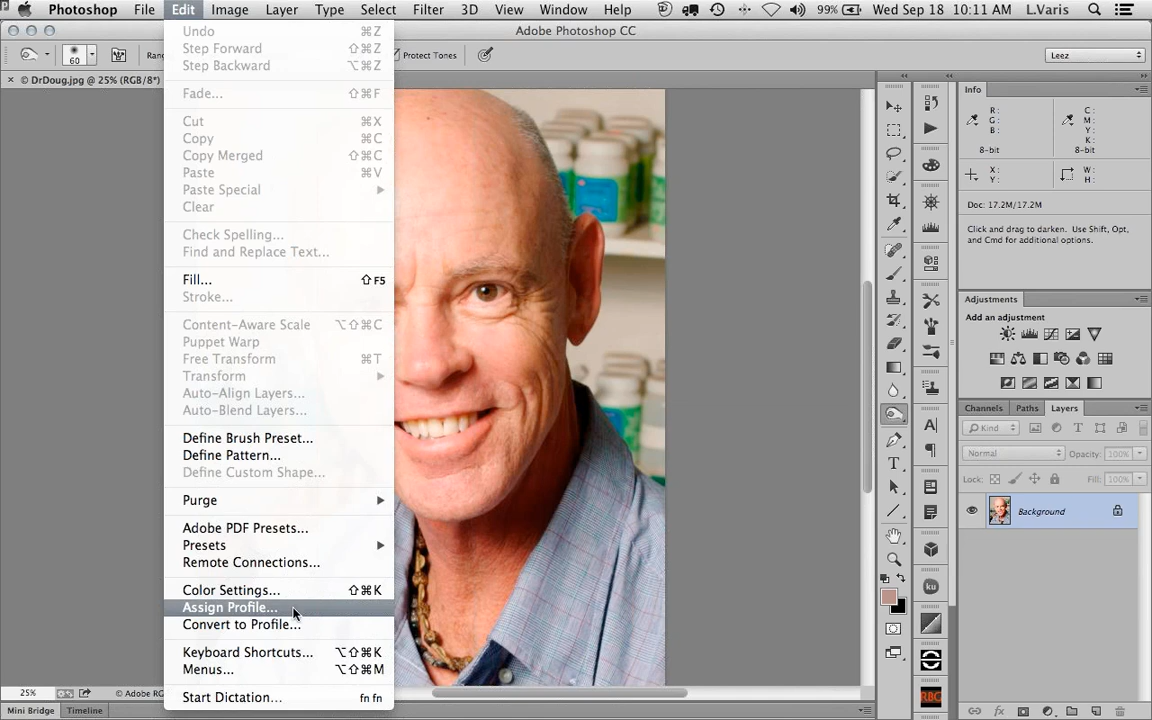 Photoshop File Edit Image Layer Type Select Filter 3D View Window Help 99% Wed Sep 18 10:11 AM L.Varis
Adobe Photoshop CC
60 Protect Tones Leez
× © DrDoug.jpg @ 25% (RGB/8*)
Undo ⌘Z
Step Forward ⇧⌘Z
Step Backward ⌥⌘Z
Fade... ⇧⌘F
Cut ⌘X
Copy ⌘C
Copy Merged ⇧⌘C
Paste ⌘V
Paste Special
Clear
Check Spelling...
Find and Replace Text...
Fill... ⇧F5
Stroke...
Content-Aware Scale ⌥⇧⌘C
Puppet Warp
Free Transform ⌘T
Transform
Auto-Align Layers...
Auto-Blend Layers...
Define Brush Preset...
Define Pattern...
Define Custom Shape...
Purge
Adobe PDF Presets...
Presets
Remote Connections...
Color Settings... ⇧⌘K
Assign Profile...
Convert to Profile...
Keyboard Shortcuts... ⌥⇧⌘K
Menus... ⌥⇧⌘M
Start Dictation... fn fn
Info
R: C:
G: M:
B: Y:
K:
8-bit 8-bit
X: W:
Y: H:
Doc: 17.2M/17.2M
Click and drag to darken. Use Shift, Opt,
and Cmd for additional options.
Adjustments
Add an adjustment
Channels Paths Layers
Kind
Normal Opacity: 100%
Lock: Fill: 100%
Background
ku
RBG
25% © Adobe
Mini Bridge Timeline